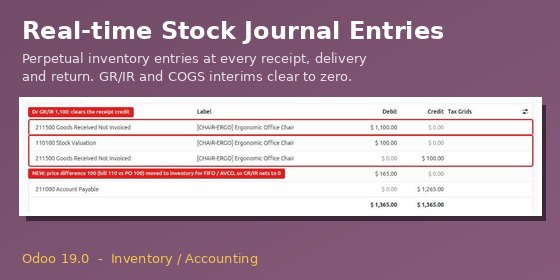 Real-time Stock Journal Entries
Perpetual inventory entries at every receipt, delivery
and return. GR/IR and COGS interims clear to zero.
Dr GR/IR 1,100: clears the receipt credit Label Debit Credit Tax Grids
211500 Goods Received Not Invoiced [CHAIR-ERGO] Ergonomic Office Chair $ 1,100.00 $ 0.00
110100 Stock Valuation [CHAIR-ERGO] Ergonomic Office Chair $ 100.00 $ 0.00
211500 Goods Received Not Invoiced [CHAIR-ERGO] Ergonomic Office Chair $ 0.00 $ 100.00
NEW: price difference 100 (bill 110 vs PO 100) moved to Inventory for FIFO / AVCO, so GR/IR nets to 0 $ 165.00 $ 0.00
211000 Account Payable $ 0.00 $ 1,265.00
$ 1,365.00 $ 1,365.00
Odoo 19.0 - Inventory / Accounting